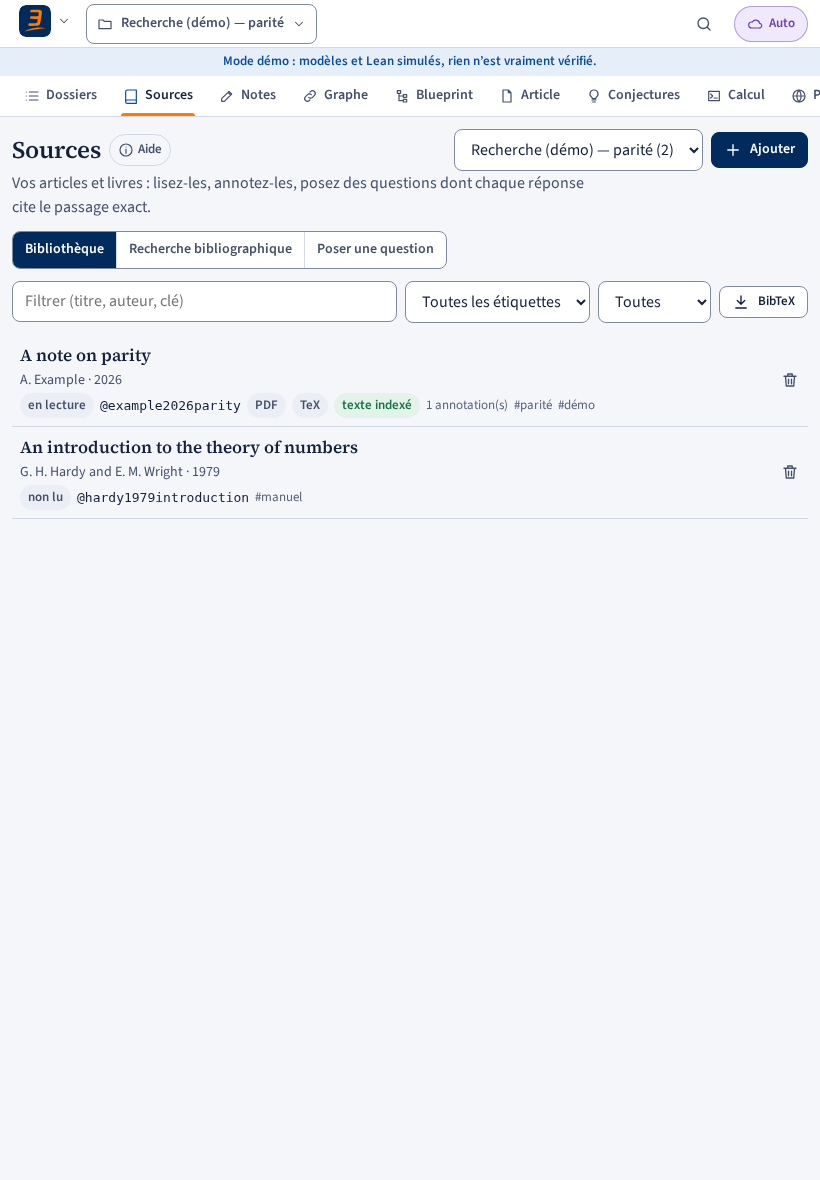 Recherche (démo) — parité
Auto
Mode démo : modèles et Lean simulés, rien n’est vraiment vérifié.
Dossiers Sources Notes Graphe Blueprint Article Conjectures Calcul P
Sources Aide Recherche (démo) — parité (2) Ajouter
Vos articles et livres : lisez-les, annotez-les, posez des questions dont chaque réponse
cite le passage exact.
Bibliothèque Recherche bibliographique Poser une question
Filtrer (titre, auteur, clé) Toutes les étiquettes Toutes BibTeX
A note on parity
A. Example · 2026
en lecture @example2026parity PDF TeX texte indexé 1 annotation(s) #parité #démo
An introduction to the theory of numbers
G. H. Hardy and E. M. Wright · 1979
non lu @hardy1979introduction #manuel